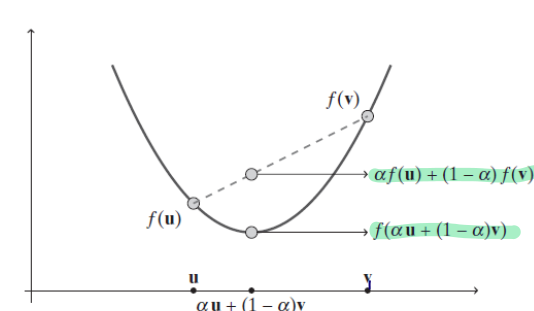 f(v)
αf(u) + (1 − α)f(v)
f(u)
f(αu + (1 − α)v)
u
v
αu + (1 − α)v